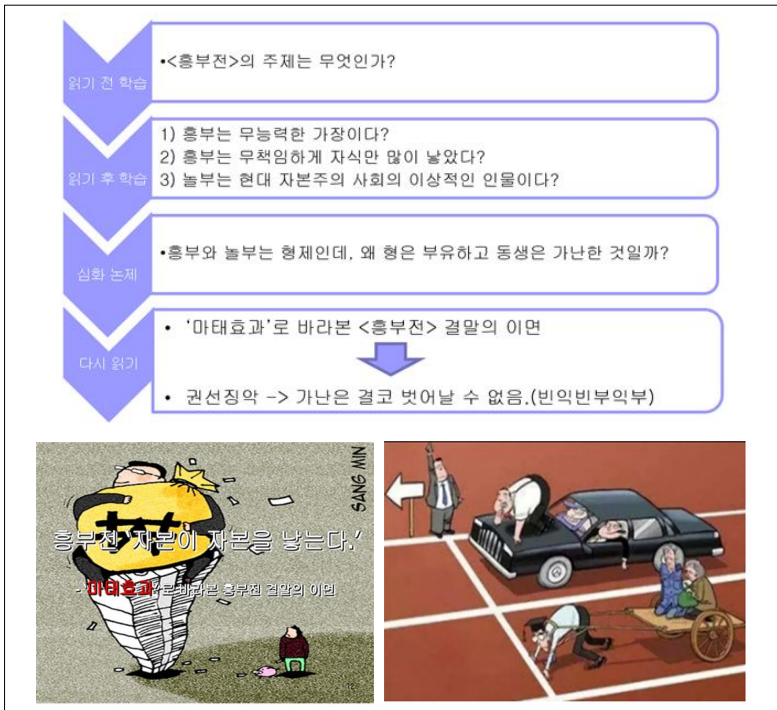 읽기 전 학습
•<흥부전>의 주제는 무엇인가?
읽기 후 학습
1) 흥부는 무능력한 가장이다?
2) 흥부는 무책임하게 자식만 많이 낳았다?
3) 놀부는 현대 자본주의 사회의 이상적인 인물이다?
심화 논제
•흥부와 놀부는 형제인데, 왜 형은 부유하고 동생은 가난한 것일까?
다시 읽기
• ‘마태효과’로 바라본 <흥부전> 결말의 이면
• 권선징악 -> 가난은 결코 벗어날 수 없음.(빈익빈부익부)
SANG MIN
흥부전 ‘자본이 자본을 낳는다.’
- ‘마태효과’로 바라본 흥부전 결말의 이면